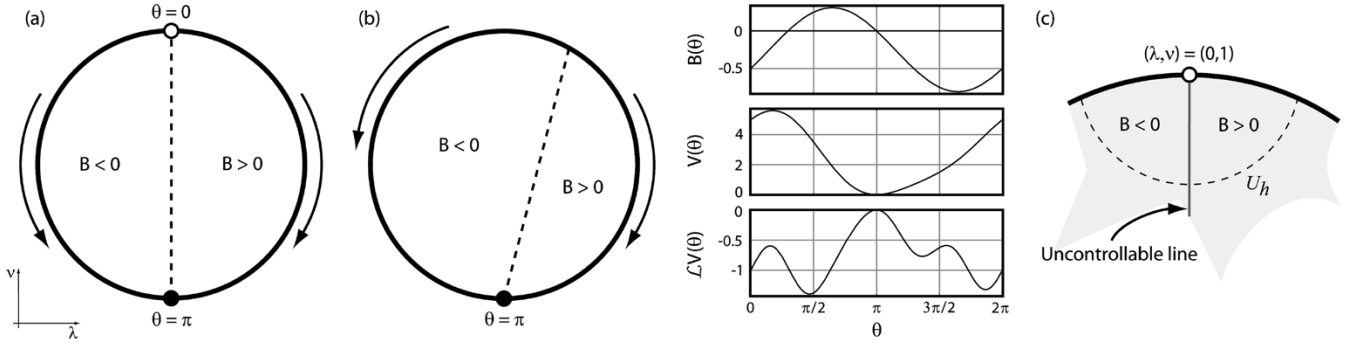 (a)
θ = 0
B < 0
B > 0
θ = π
ν
λ
(b)
B < 0
B > 0
θ = π
B(θ)
0
-0.5
V(θ)
4
2
0
ℒV(θ)
0
-0.5
-1
0
π/2
π
3π/2
2π
θ
(c)
(λ,ν) = (0,1)
B < 0
B > 0
U_h
Uncontrollable line